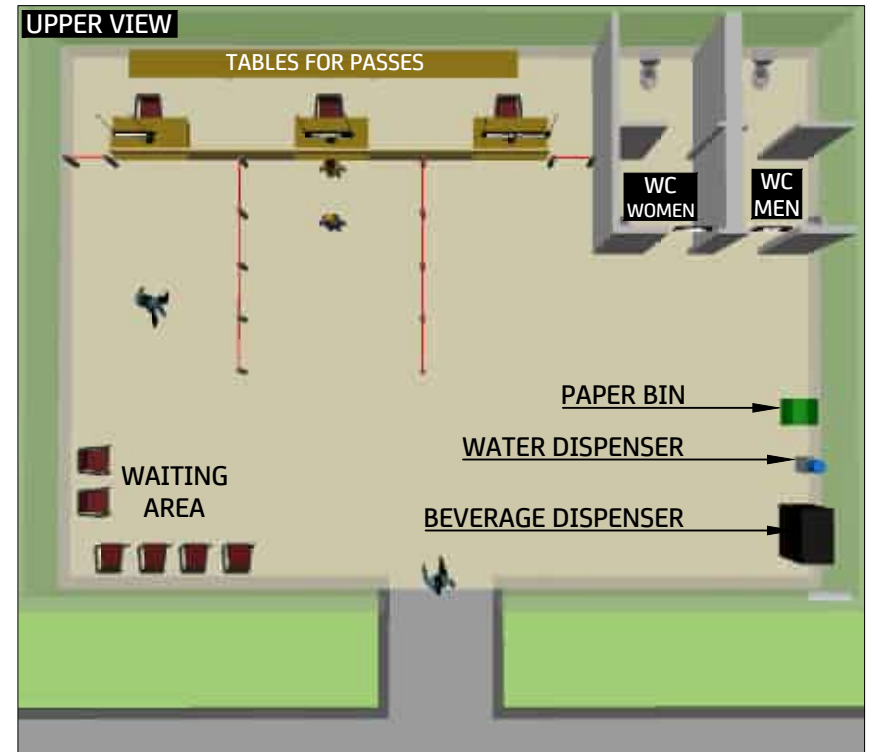 UPPER VIEW
TABLES FOR PASSES
WC
WOMEN
WC
MEN
PAPER BIN
WATER DISPENSER
WAITING
AREA
BEVERAGE DISPENSER